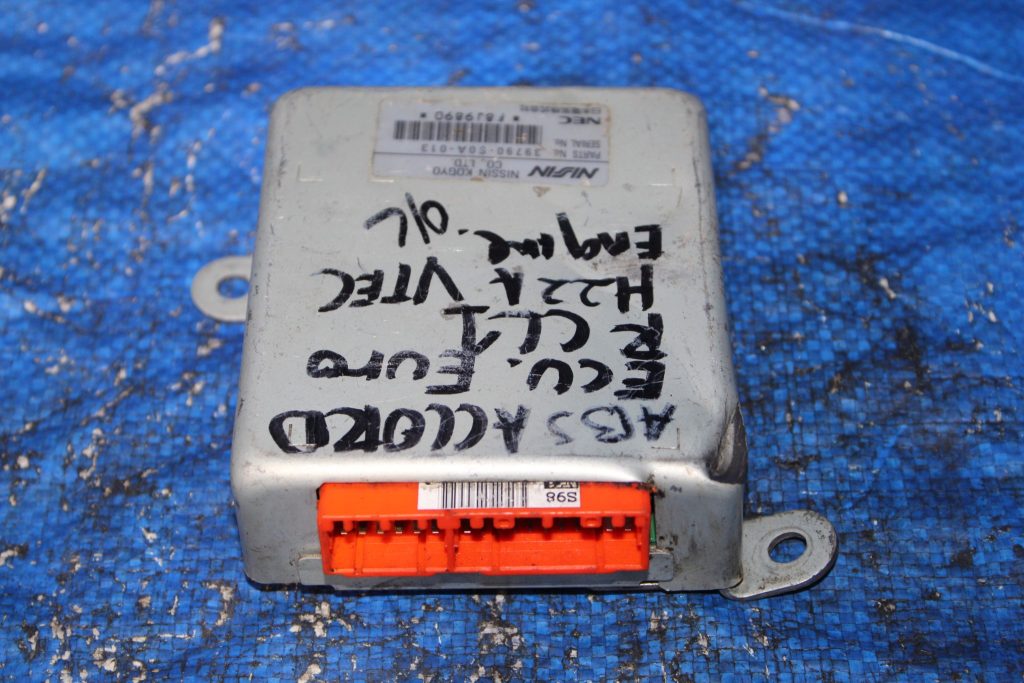 S98
ABS ACCORD
ECU. Euro
R CL1
H22A VTEC
Engine. O/L
NISSIN NISSIN KOGYO
CO., LTD
PARTS No. 39790-S0A-013
SERIAL No.
NEC * F8J9890 *